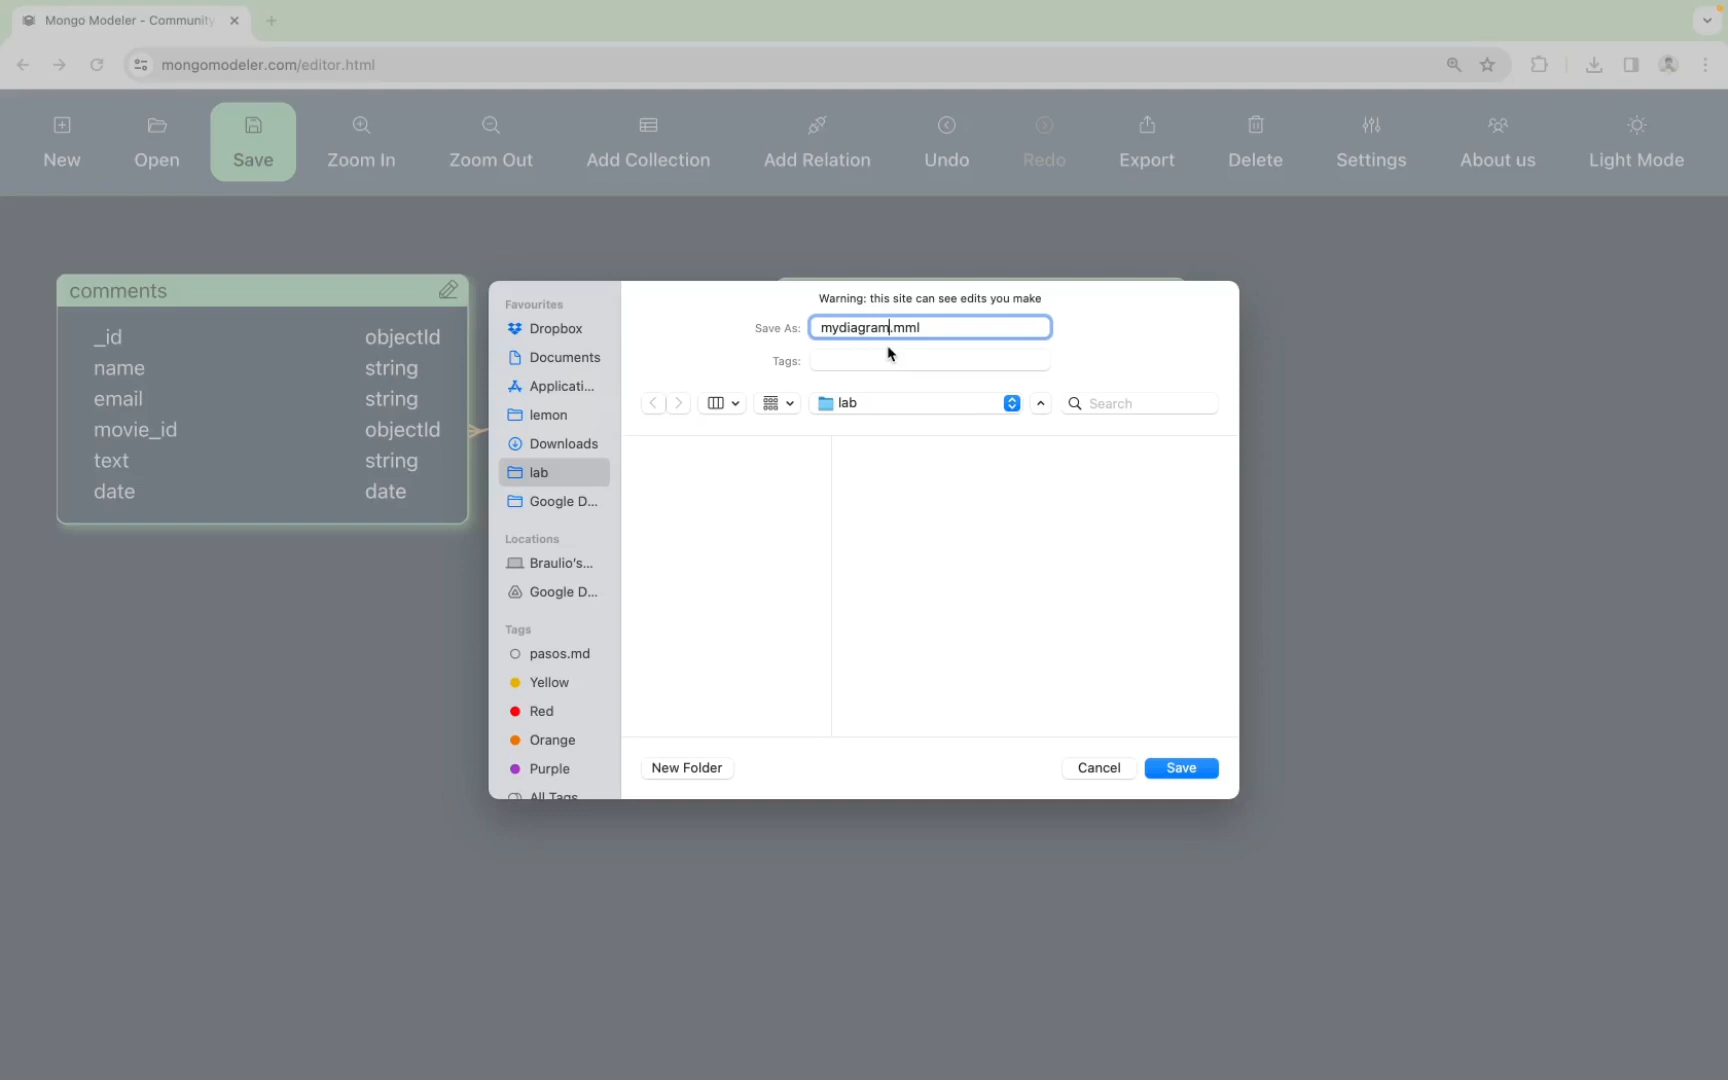 Mongo Modeler - Community
mongomodeler.com/editor.html
New
Open
Save
Zoom In
Zoom Out
Add Collection
Add Relation
Undo
Redo
Export
Delete
Settings
About us
Light Mode
comments
_id objectId
name string
email string
movie_id objectId
text string
date date
Warning: this site can see edits you make
Save As: mydiagram.mml
Tags:
lab
Search
Favourites
Dropbox
Documents
Applicati...
lemon
Downloads
lab
Google D...
Locations
Braulio's...
Google D...
Tags
pasos.md
Yellow
Red
Orange
Purple
All Tags
New Folder
Cancel
Save